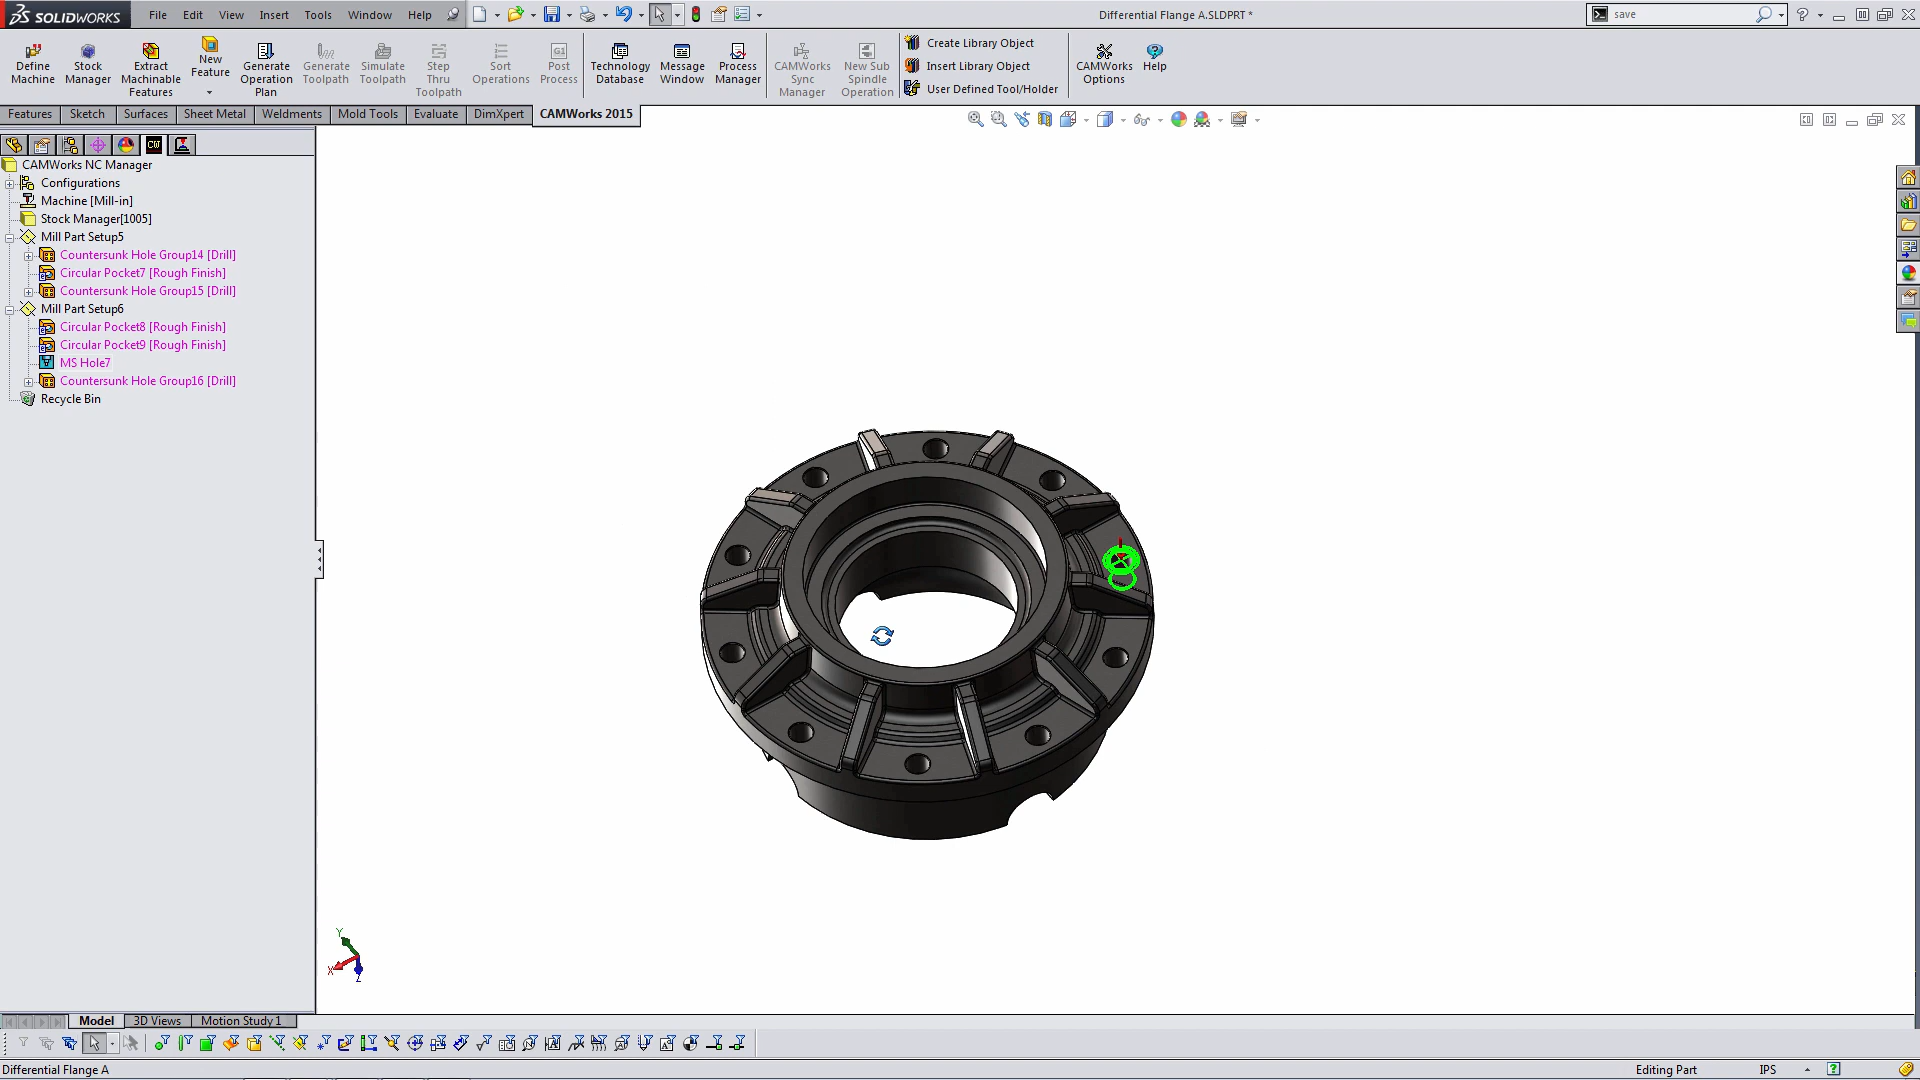 SOLIDWORKS File Edit View Insert Tools Window Help Differential Flange A.SLDPRT * save
Define Machine
Stock Manager
Extract Machinable Features
New Feature
Generate Operation Plan
Generate Toolpath
Simulate Toolpath
Step Thru Toolpath
Sort Operations
G1
Post Process
Technology Database
Message Window
Process Manager
CAMWorks Sync Manager
New Sub Spindle Operation
Create Library Object
Insert Library Object
User Defined Tool/Holder
CAMWorks Options
Help
Features Sketch Surfaces Sheet Metal Weldments Mold Tools Evaluate DimXpert CAMWorks 2015
CW
CAMWorks NC Manager
Configurations
Machine [Mill-in]
Stock Manager[1005]
Mill Part Setup5
Countersunk Hole Group14 [Drill]
Circular Pocket7 [Rough Finish]
Countersunk Hole Group15 [Drill]
Mill Part Setup6
Circular Pocket8 [Rough Finish]
Circular Pocket9 [Rough Finish]
MS Hole7
Countersunk Hole Group16 [Drill]
Recycle Bin
Y
X
Z
Model 3D Views Motion Study 1
Differential Flange A Editing Part IPS